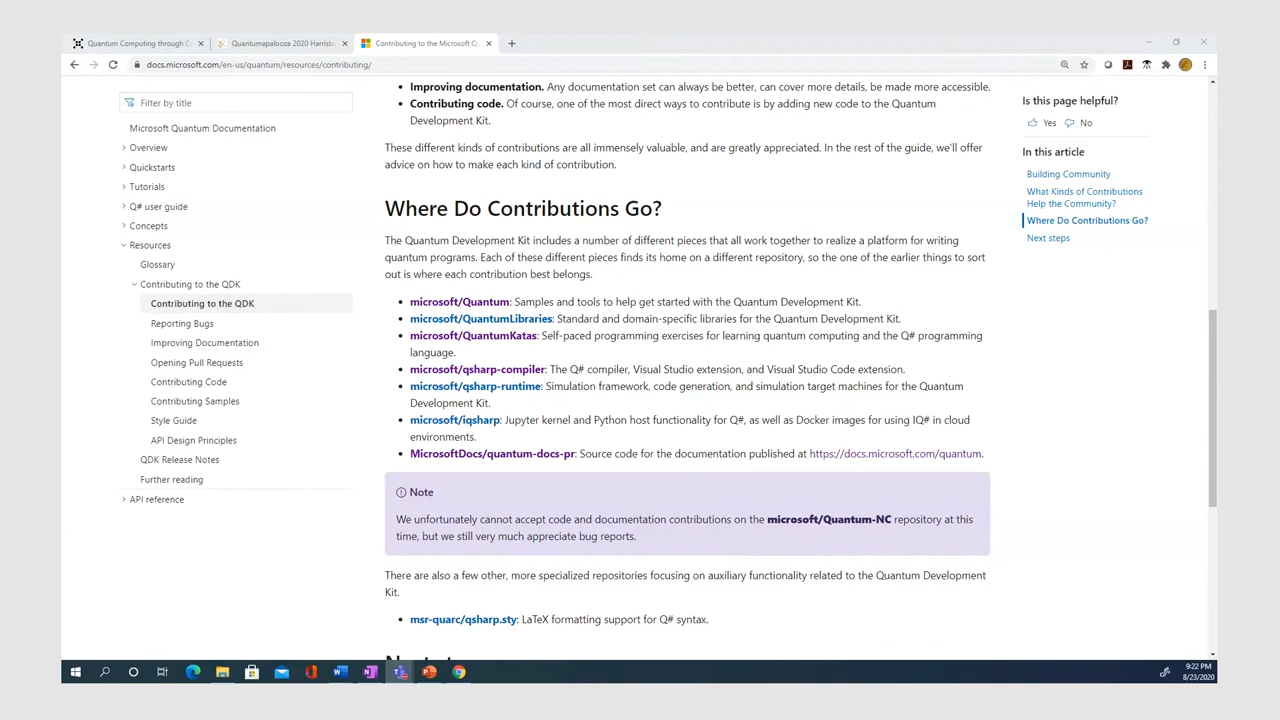 Quantum Computing through C
Quantumapalooza 2020 Harrisb
Contributing to the Microsoft Q
docs.microsoft.com/en-us/quantum/resources/contributing/
Filter by title
Microsoft Quantum Documentation
Overview
Quickstarts
Tutorials
Q# user guide
Concepts
Resources
Glossary
Contributing to the QDK
Contributing to the QDK
Reporting Bugs
Improving Documentation
Opening Pull Requests
Contributing Code
Contributing Samples
Style Guide
API Design Principles
QDK Release Notes
Further reading
API reference
• Improving documentation. Any documentation set can always be better, can cover more details, be made more accessible.
• Contributing code. Of course, one of the most direct ways to contribute is by adding new code to the Quantum
Development Kit.
These different kinds of contributions are all immensely valuable, and are greatly appreciated. In the rest of the guide, we'll offer
advice on how to make each kind of contribution.
Where Do Contributions Go?
The Quantum Development Kit includes a number of different pieces that all work together to realize a platform for writing
quantum programs. Each of these different pieces finds its home on a different repository, so the one of the earlier things to sort
out is where each contribution best belongs.
• microsoft/Quantum: Samples and tools to help get started with the Quantum Development Kit.
• microsoft/QuantumLibraries: Standard and domain-specific libraries for the Quantum Development Kit.
• microsoft/QuantumKatas: Self-paced programming exercises for learning quantum computing and the Q# programming
language.
• microsoft/qsharp-compiler: The Q# compiler, Visual Studio extension, and Visual Studio Code extension.
• microsoft/qsharp-runtime: Simulation framework, code generation, and simulation target machines for the Quantum
Development Kit.
• microsoft/iqsharp: Jupyter kernel and Python host functionality for Q#, as well as Docker images for using IQ# in cloud
environments.
• MicrosoftDocs/quantum-docs-pr: Source code for the documentation published at https://docs.microsoft.com/quantum.
Note
We unfortunately cannot accept code and documentation contributions on the microsoft/Quantum-NC repository at this
time, but we still very much appreciate bug reports.
There are also a few other, more specialized repositories focusing on auxiliary functionality related to the Quantum Development
Kit.
• msr-quarc/qsharp.sty: LaTeX formatting support for Q# syntax.
Is this page helpful?
Yes No
In this article
Building Community
What Kinds of Contributions
Help the Community?
Where Do Contributions Go?
Next steps
9:22 PM
8/23/2020